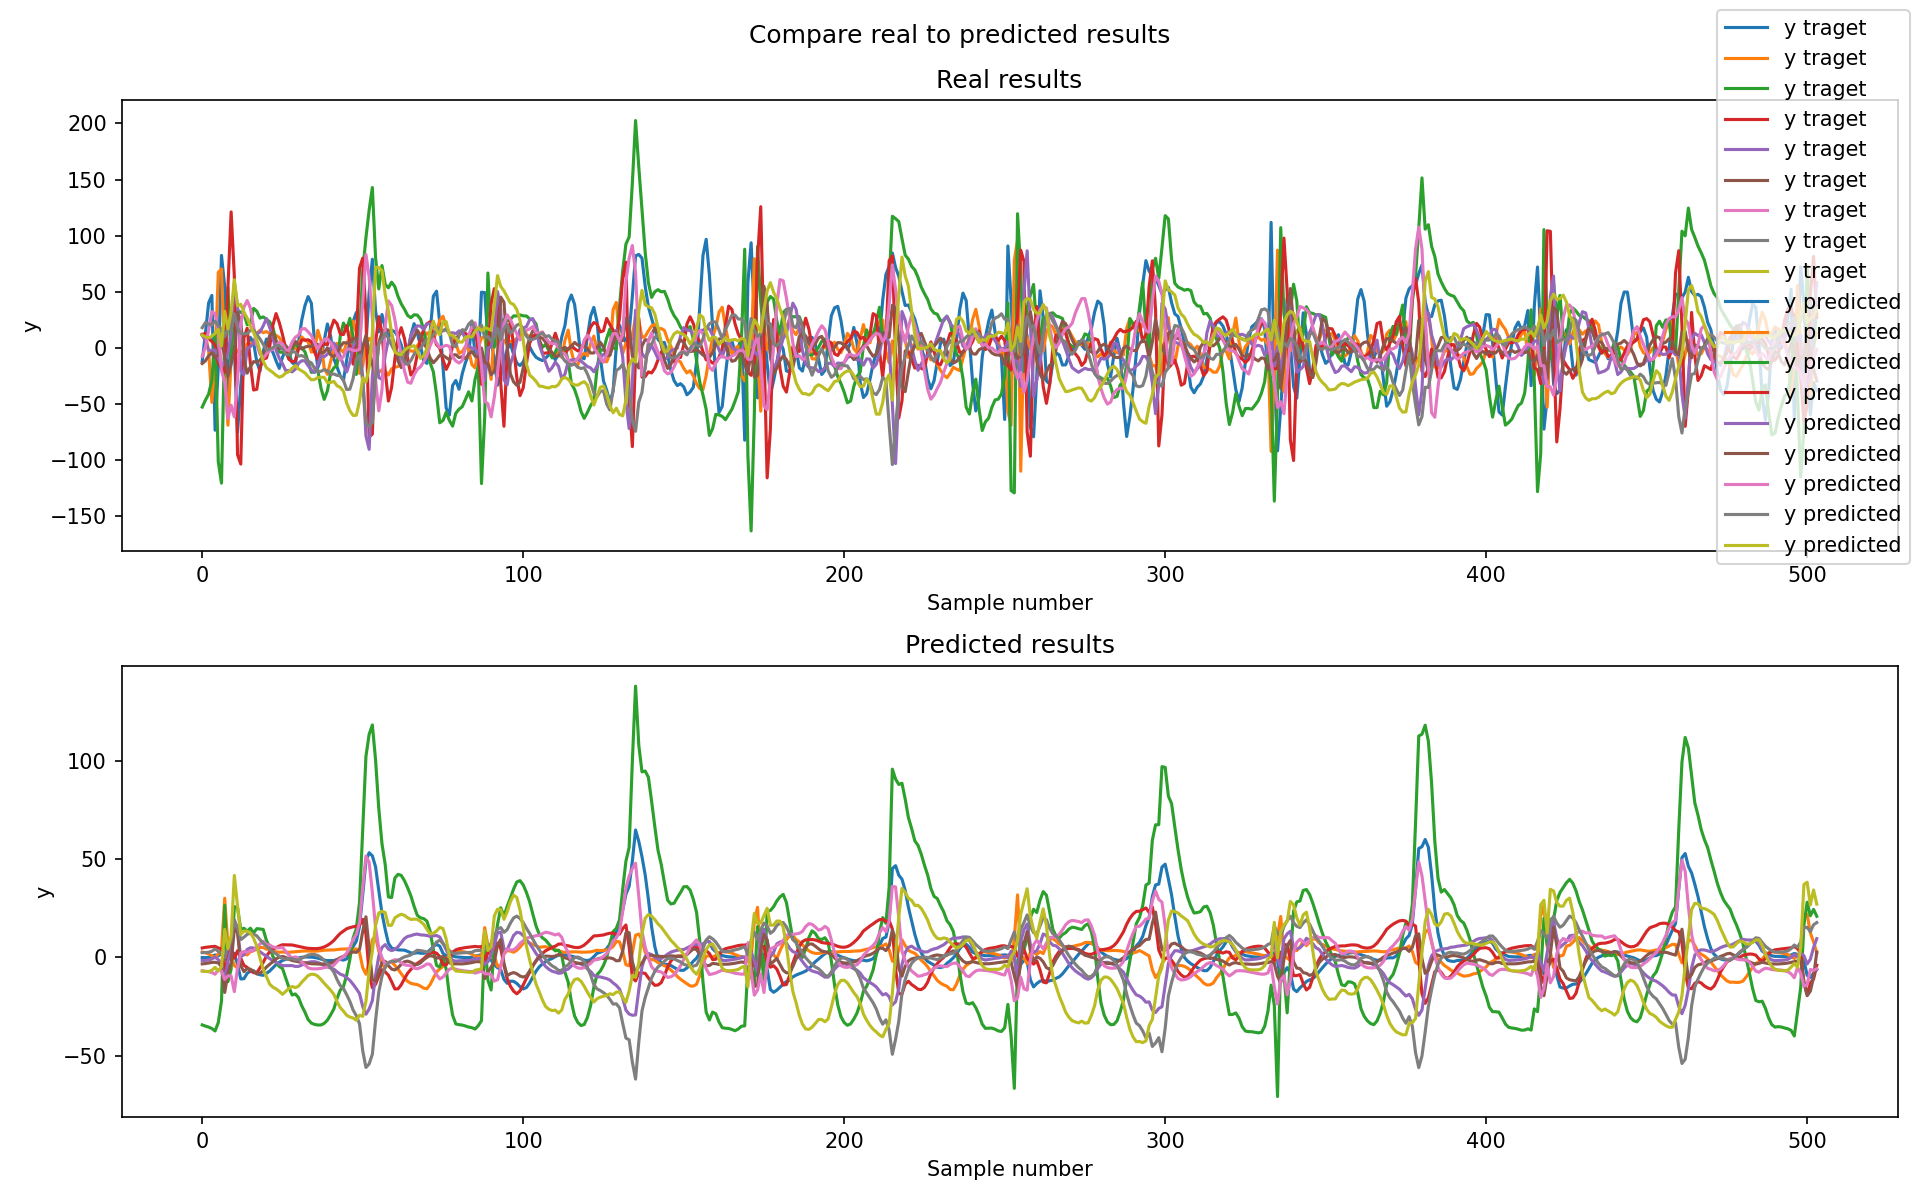 Compare real to predicted results
Real results
y traget
y traget
y traget
y traget
y traget
y traget
y traget
y traget
y traget
y predicted
y predicted
y predicted
y predicted
y predicted
y predicted
y predicted
y predicted
y predicted
200
150
100
50
0
−50
−100
−150
y
0 100 200 300 400 500
Sample number
Predicted results
100
50
0
−50
y
0 100 200 300 400 500
Sample number